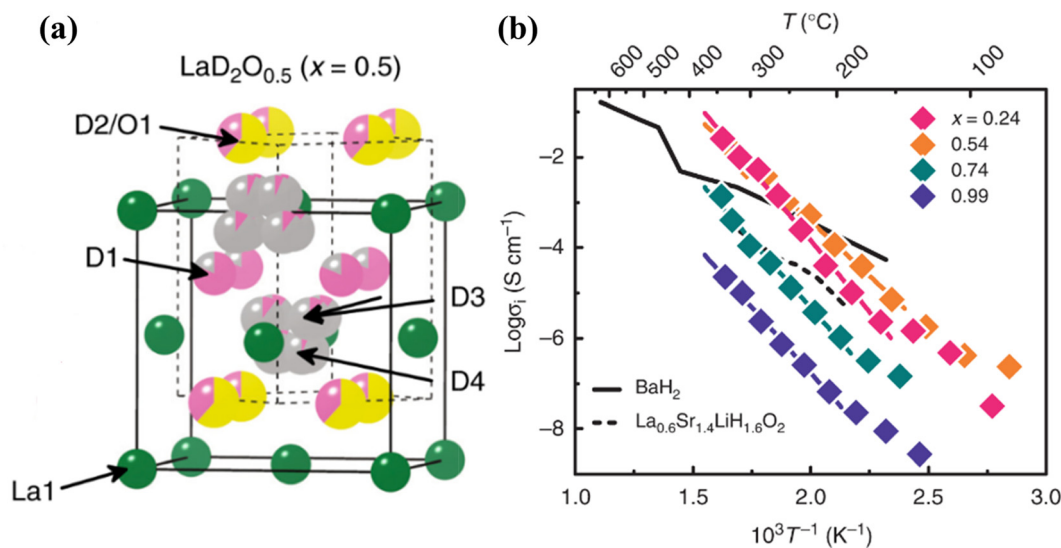 (a)
LaD₂O₀.₅ (x = 0.5)
D2/O1
D1
D3
D4
La1
(b)
T (°C)
600 500 400 300 200 100
x = 0.24
0.54
0.74
0.99
−2
−4
−6
−8
Logσᵢ (S cm⁻¹)
BaH₂
La₀.₆Sr₁.₄LiH₁.₆O₂
1.0 1.5 2.0 2.5 3.0
10³T⁻¹ (K⁻¹)